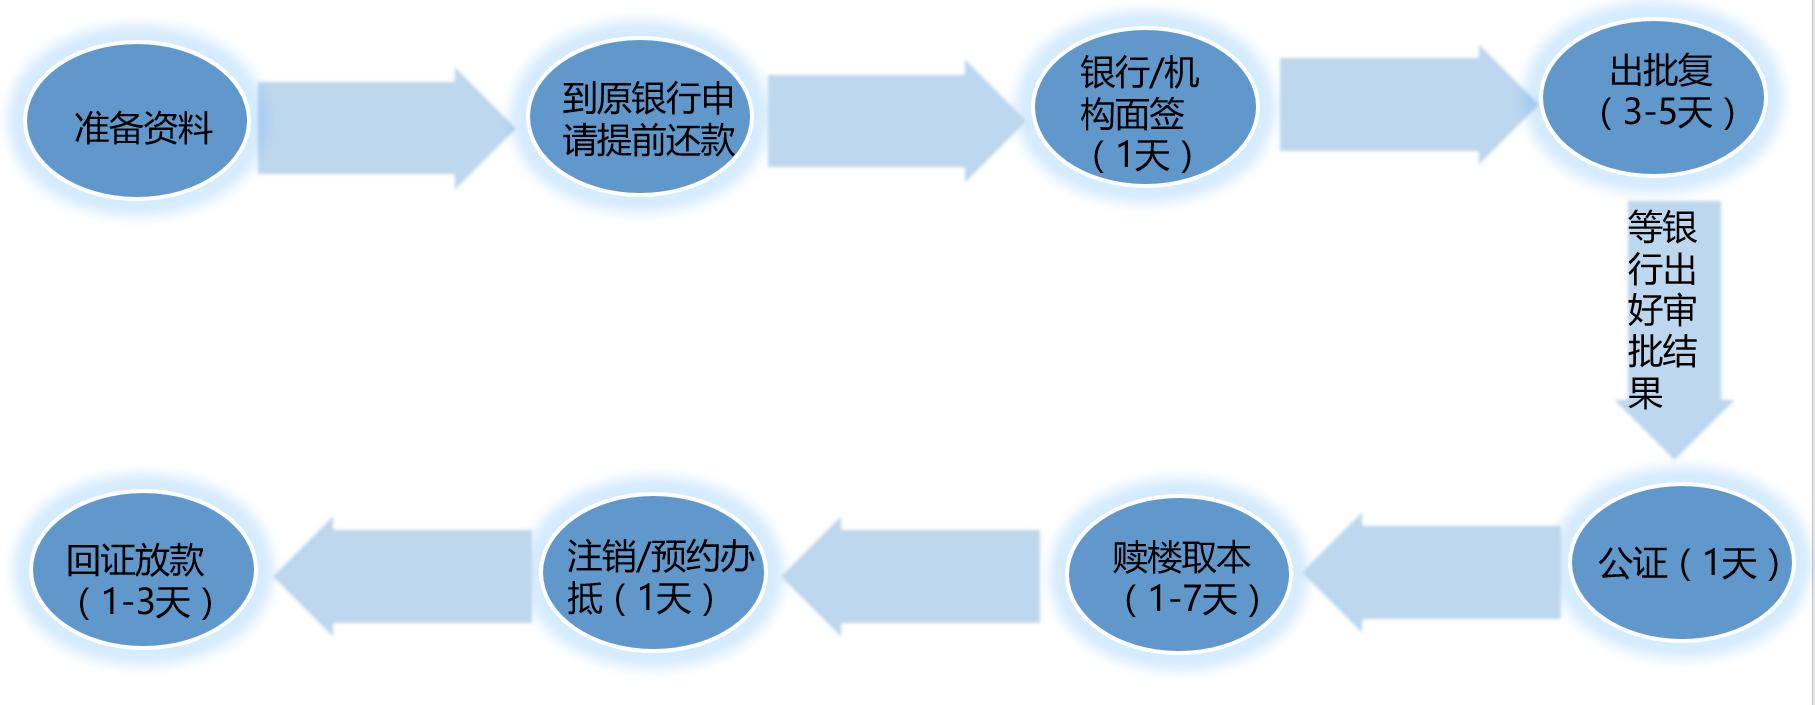 准备资料
到原银行申
请提前还款
银行/机
构面签
（1天）
出批复
（3-5天）
等银
行出
好审
批结
果
公证（1天）
赎楼取本
（1-7天）
注销/预约办
抵（1天）
回证放款
（1-3天）